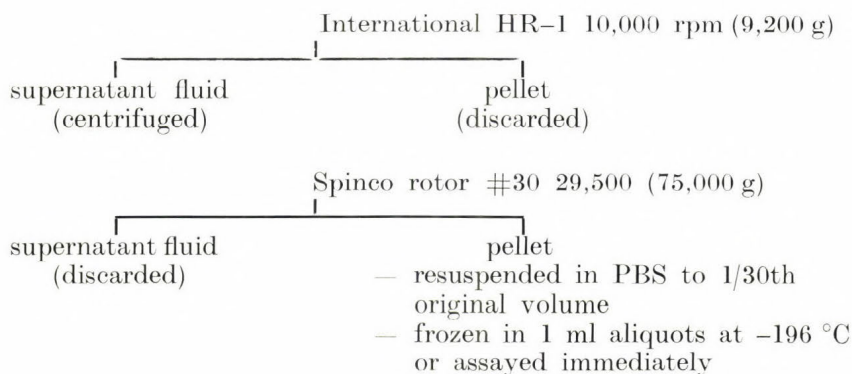 International HR–1 10,000 rpm (9,200 g)
supernatant fluid
(centrifuged)
pellet
(discarded)
Spinco rotor #30 29,500 (75,000 g)
supernatant fluid
(discarded)
pellet
— resuspended in PBS to 1/30th
original volume
— frozen in 1 ml aliquots at –196 °C
or assayed immediately